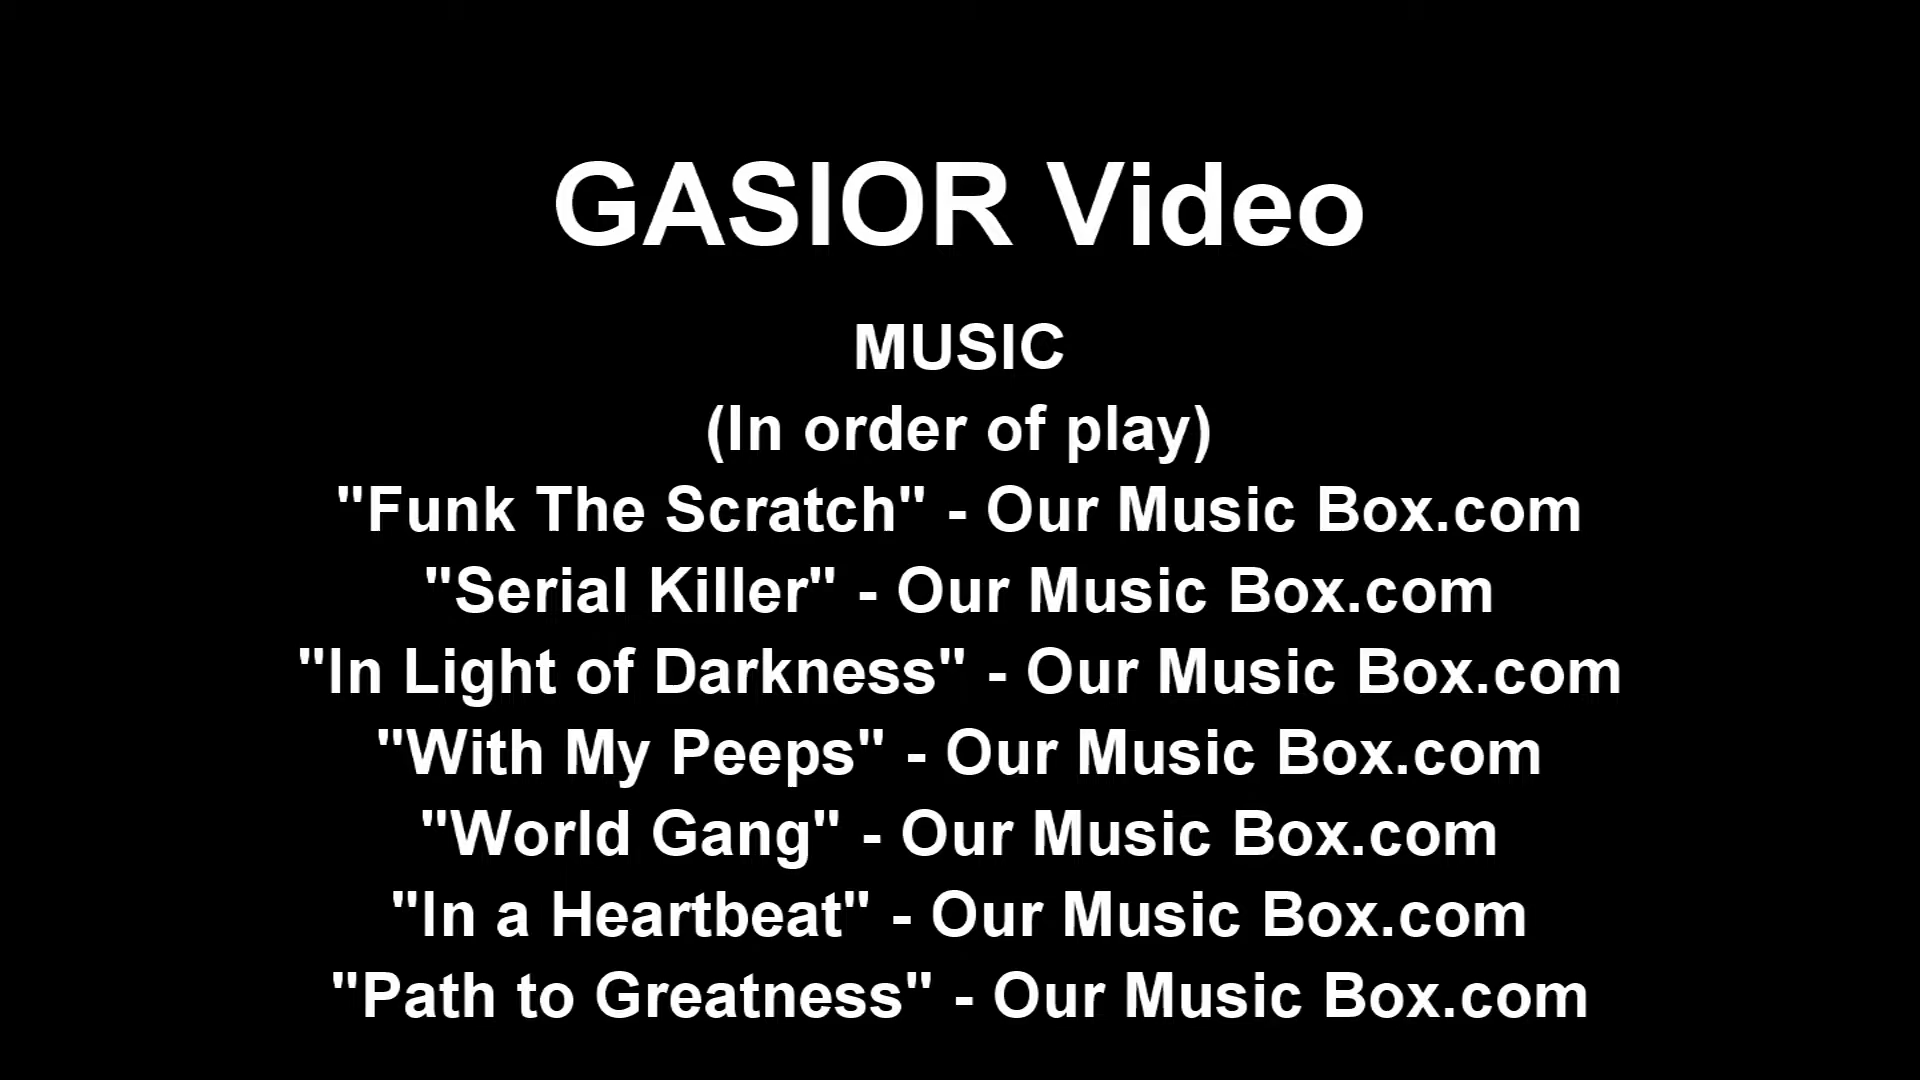 GASIOR Video
MUSIC
(In order of play)
"Funk The Scratch" - Our Music Box.com
"Serial Killer" - Our Music Box.com
"In Light of Darkness" - Our Music Box.com
"With My Peeps" - Our Music Box.com
"World Gang" - Our Music Box.com
"In a Heartbeat" - Our Music Box.com
"Path to Greatness" - Our Music Box.com